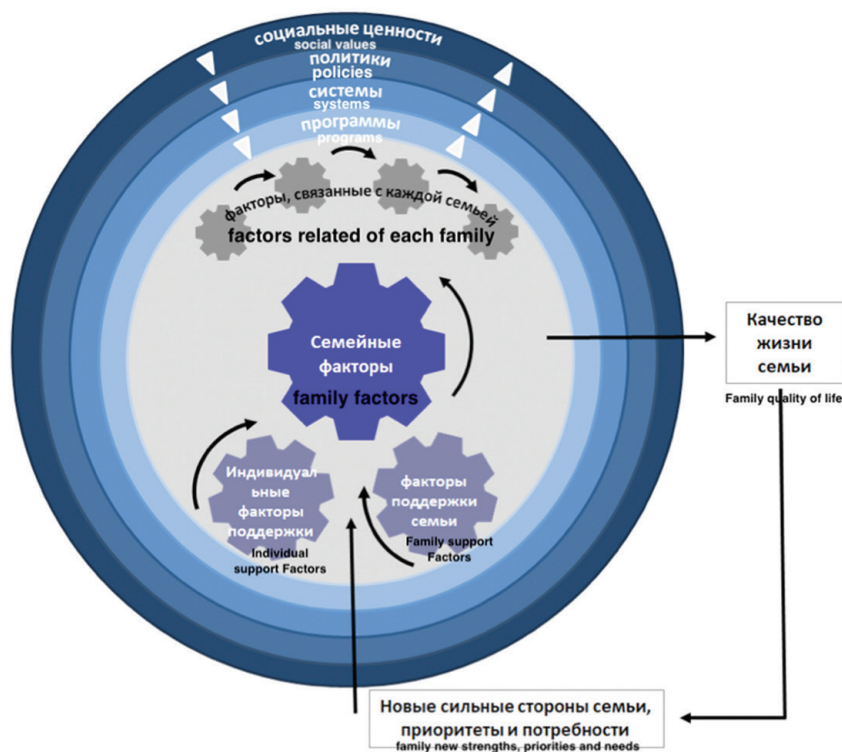 социальные ценности
social values
политики
policies
системы
systems
программы
programs
факторы, связанные с каждой семьей
factors related of each family
Семейные
факторы
family factors
Индивидуал
ьные
факторы
поддержки
Individual
support Factors
факторы
поддержки
семьи
Family support
Factors
Качество
жизни
семьи
Family quality of life
Новые сильные стороны семьи,
приоритеты и потребности
family new strengths, priorities and needs